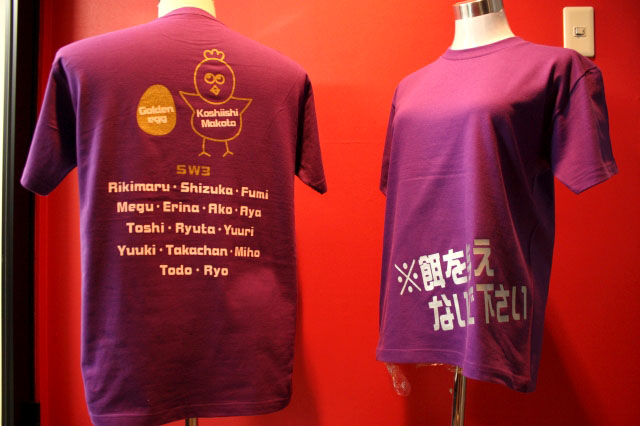 Golden
egg
Koshiishi
Makoto
SW3
Rikimaru・Shizuka・Fumi
Megu・Erina・Ako・Aya
Toshi・Ryuta・Yuuri
Yuuki・Takachan・Miho
Todo・Ryo
※餌を与え
ないで下さい